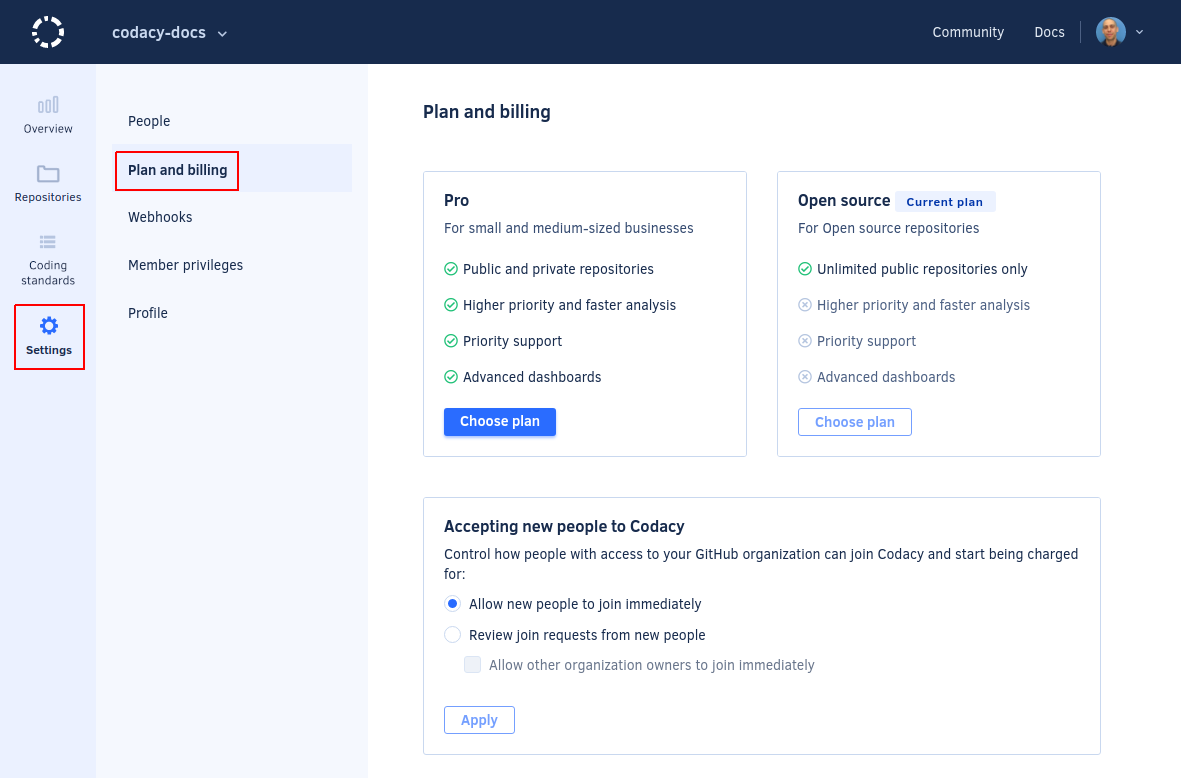 codacy-docs
Community
Docs
Overview
Repositories
Coding
standards
Settings
People
Plan and billing
Webhooks
Member privileges
Profile
Plan and billing
Pro
For small and medium-sized businesses
Public and private repositories
Higher priority and faster analysis
Priority support
Advanced dashboards
Choose plan
Open source Current plan
For Open source repositories
Unlimited public repositories only
Higher priority and faster analysis
Priority support
Advanced dashboards
Choose plan
Accepting new people to Codacy
Control how people with access to your GitHub organization can join Codacy and start being charged
for:
Allow new people to join immediately
Review join requests from new people
Allow other organization owners to join immediately
Apply